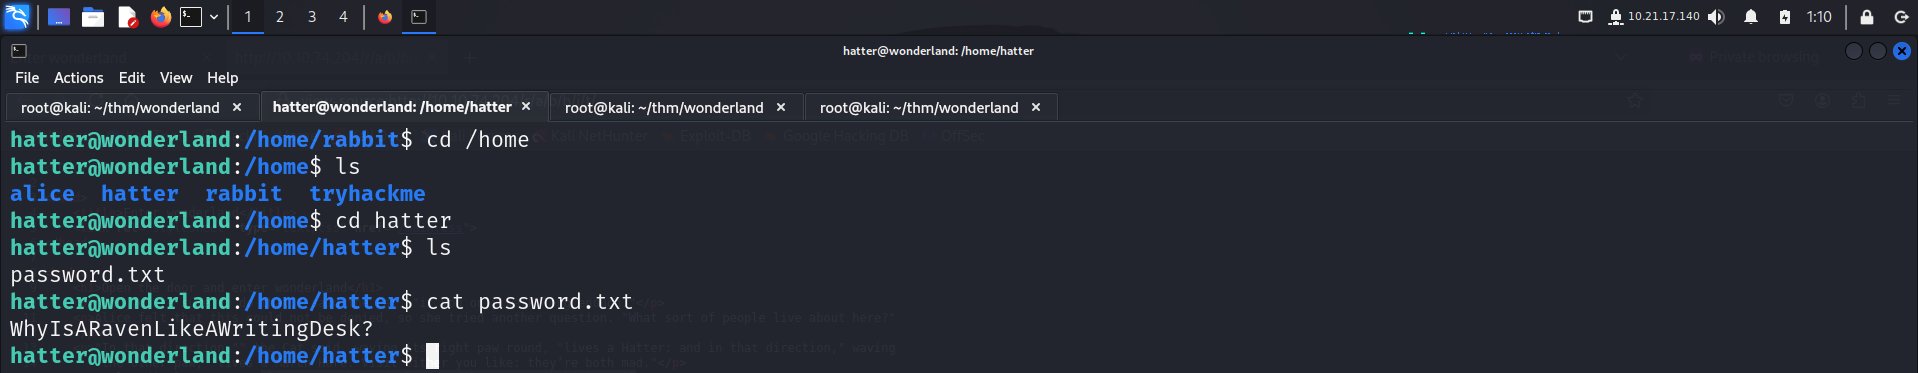 1 2 3 4 10.21.17.140 1:10
hatter@wonderland: /home/hatter
File Actions Edit View Help
root@kali: ~/thm/wonderland × hatter@wonderland: /home/hatter × root@kali: ~/thm/wonderland × root@kali: ~/thm/wonderland ×
hatter@wonderland:/home/rabbit$ cd /home
hatter@wonderland:/home$ ls
alice hatter rabbit tryhackme
hatter@wonderland:/home$ cd hatter
hatter@wonderland:/home/hatter$ ls
password.txt
hatter@wonderland:/home/hatter$ cat password.txt
WhyIsARavenLikeAWritingDesk?
hatter@wonderland:/home/hatter$